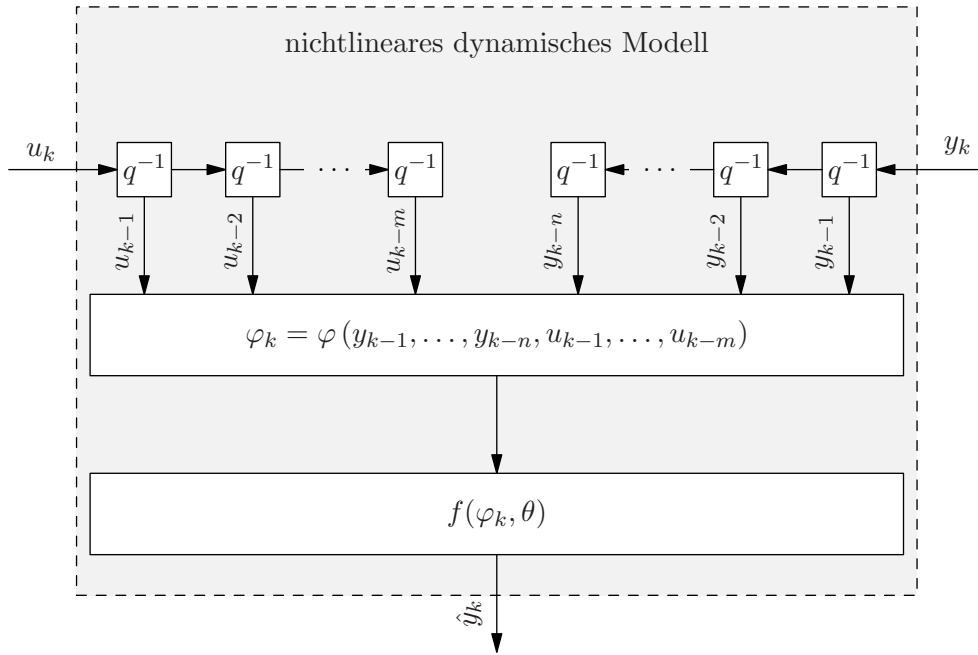 nichtlineares dynamisches Modell
u_k y_k
q^{-1} q^{-1} ... q^{-1} q^{-1} ... q^{-1} q^{-1}
u_{k-1} u_{k-2} u_{k-m} y_{k-n} y_{k-2} y_{k-1}
φ_k = φ (y_{k-1}, ..., y_{k-n}, u_{k-1}, ..., u_{k-m})
f(φ_k, θ)
ŷ_k